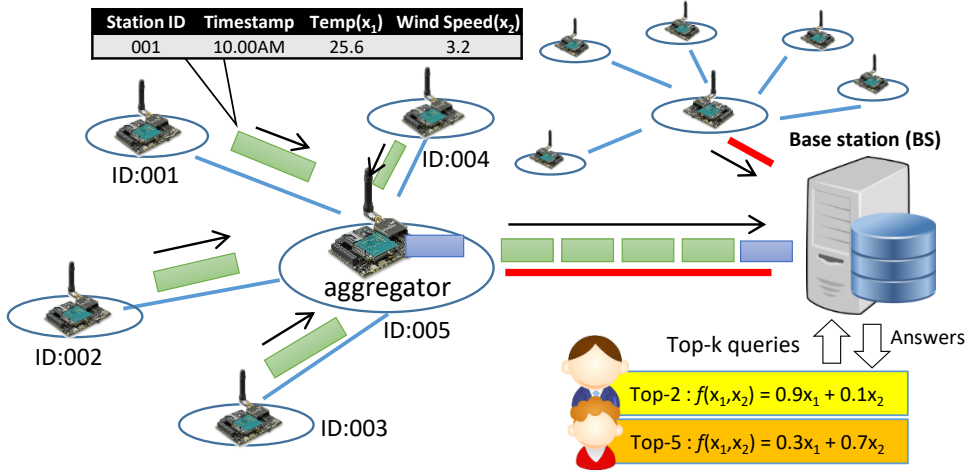 Station ID Timestamp Temp(x₁) Wind Speed(x₂)
001 10.00AM 25.6 3.2
ID:001
ID:004
Base station (BS)
aggregator
ID:005
ID:002
ID:003
Top-k queries
Answers
Top-2 : f(x₁,x₂) = 0.9x₁ + 0.1x₂
Top-5 : f(x₁,x₂) = 0.3x₁ + 0.7x₂